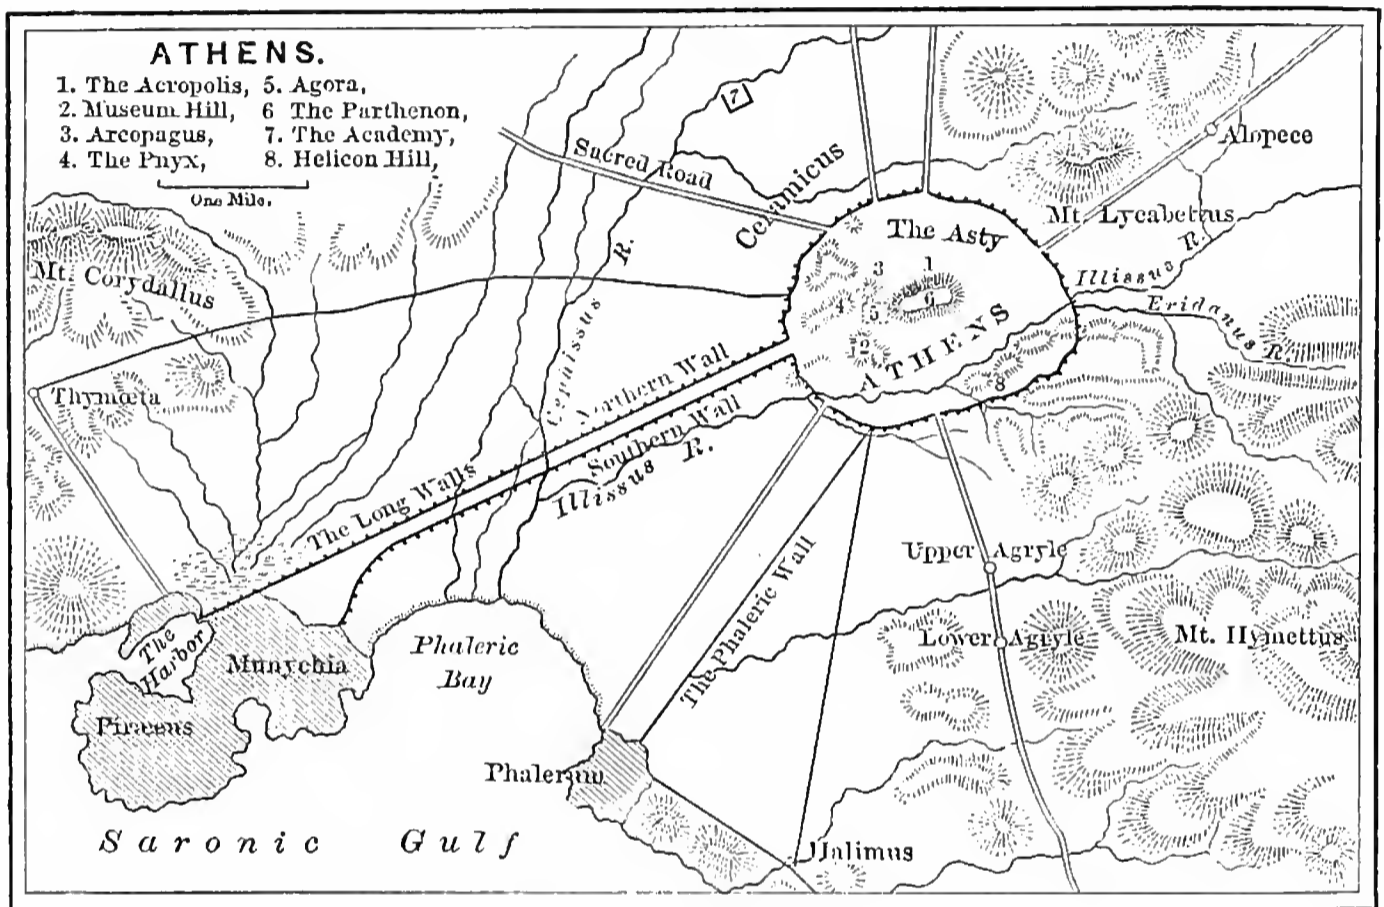 ATHENS.
1. The Acropolis, 5. Agora,
2. Museum Hill, 6 The Parthenon,
3. Areopagus, 7. The Academy,
4. The Pnyx, 8. Helicon Hill,
One Mile.
7
Sacred Road
Ceramicus
Alopece
Mt. Lycabettus
The Asty
Illissus R.
Eridanus R.
Mt. Corydallus
3
1
4
5
6
2
8
ATHENS
Cephissus R.
Thymœta
Northern Wall
Southern Wall
The Long Walls
Illissus R.
Upper Agryle
The Phaleric Wall
Lower Agryle
Mt. Hymettus
The Harbor
Munychia
Phaleric
Bay
Piraeus
Phalerum
Halimus
Saronic Gulf